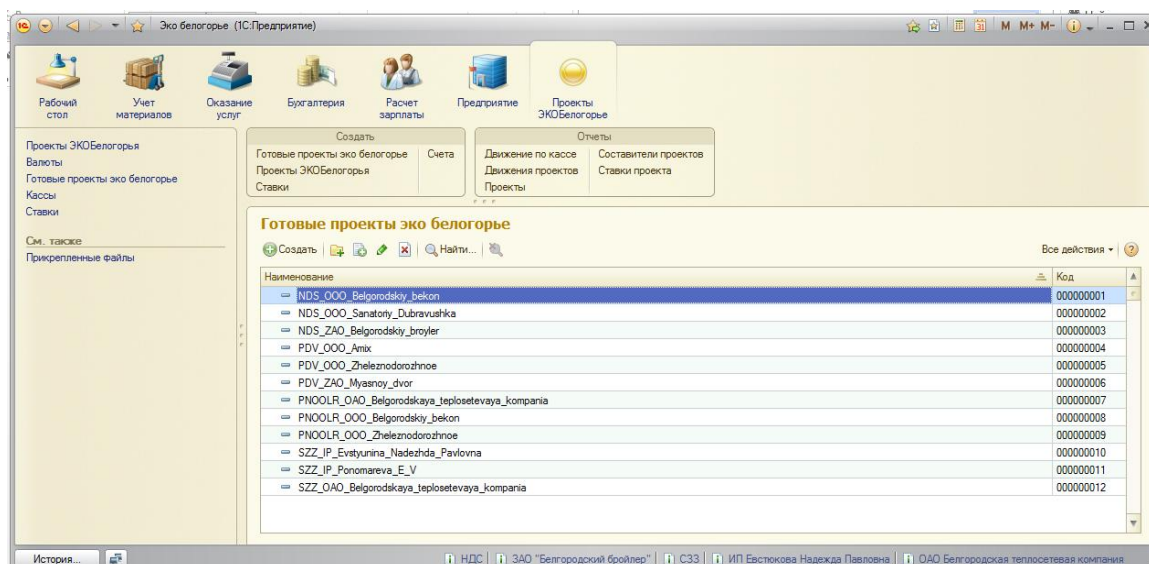 Эко белогорье (1С:Предприятие)
M M+ M-
Рабочий стол
Учет материалов
Оказание услуг
Бухгалтерия
Расчет зарплаты
Предприятие
Проекты ЭКОБелогорья
Проекты ЭКОБелогорья
Валюты
Готовые проекты эко белогорье
Кассы
Ставки
См. также
Прикрепленные файлы
Создать
Готовые проекты эко белогорье Счета
Проекты ЭКОБелогорья
Ставки
Отчеты
Движение по кассе Составители проектов
Движения проектов Ставки проекта
Проекты
Готовые проекты эко белогорье
Создать Найти... Все действия
Наименование Код
NDS_OOO_Belgorodskiy_bekon 000000001
NDS_OOO_Sanatoriy_Dubravushka 000000002
NDS_ZAO_Belgorodskiy_broyler 000000003
PDV_OOO_Amix 000000004
PDV_OOO_Zheleznodorozhnoe 000000005
PDV_ZAO_Myasnoy_dvor 000000006
PNOOLR_OAO_Belgorodskaya_teplosetevaya_kompania 000000007
PNOOLR_OOO_Belgorodskiy_bekon 000000008
PNOOLR_OOO_Zheleznodorozhnoe 000000009
SZZ_IP_Evstyunina_Nadezhda_Pavlovna 000000010
SZZ_IP_Ponomareva_E_V 000000011
SZZ_OAO_Belgorodskaya_teplosetevaya_kompania 000000012
История... НДС ЗАО "Белгородский бройлер" СЗЗ ИП Евстюкова Надежда Павловна ОАО Белгородская теплосетевая компания